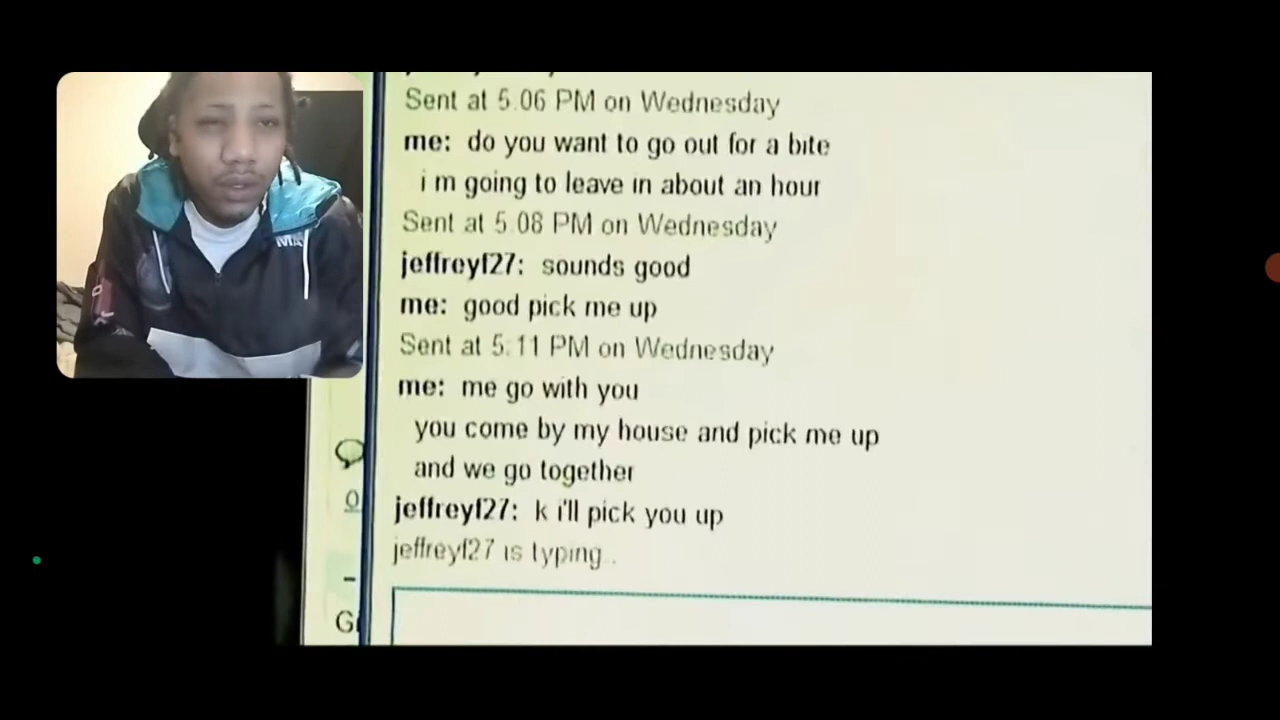 Sent at 5:06 PM on Wednesday
me: do you want to go out for a bite
i m going to leave in about an hour
Sent at 5:08 PM on Wednesday
jeffreyf27: sounds good
me: good pick me up
Sent at 5:11 PM on Wednesday
me: me go with you
you come by my house and pick me up
and we go together
jeffreyf27: k i'll pick you up
jeffreyf27 is typing..